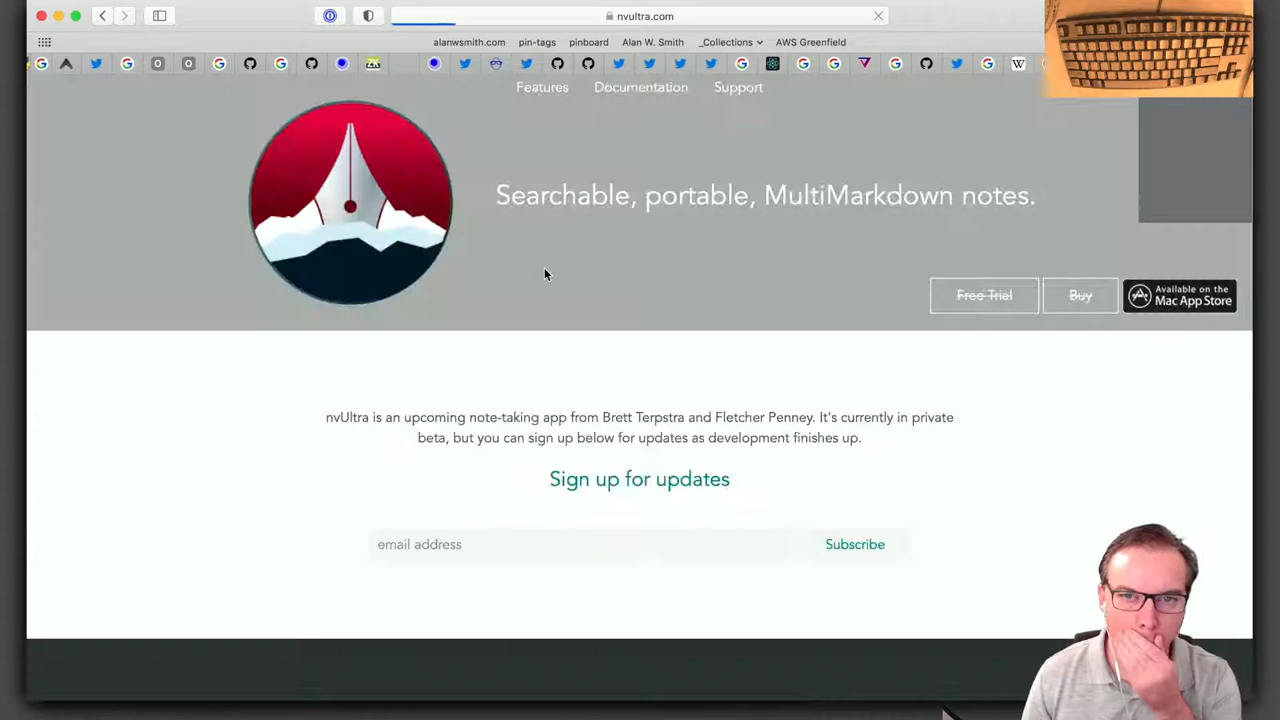 nvultra.com
alanwsmith.com pin-tags pinboard Alan W. Smith _Collections AWS Greenfield
Features Documentation Support
Searchable, portable, MultiMarkdown notes.
Free Trial Buy Available on the
Mac App Store
nvUltra is an upcoming note-taking app from Brett Terpstra and Fletcher Penney. It's currently in private
beta, but you can sign up below for updates as development finishes up.
Sign up for updates
email address Subscribe